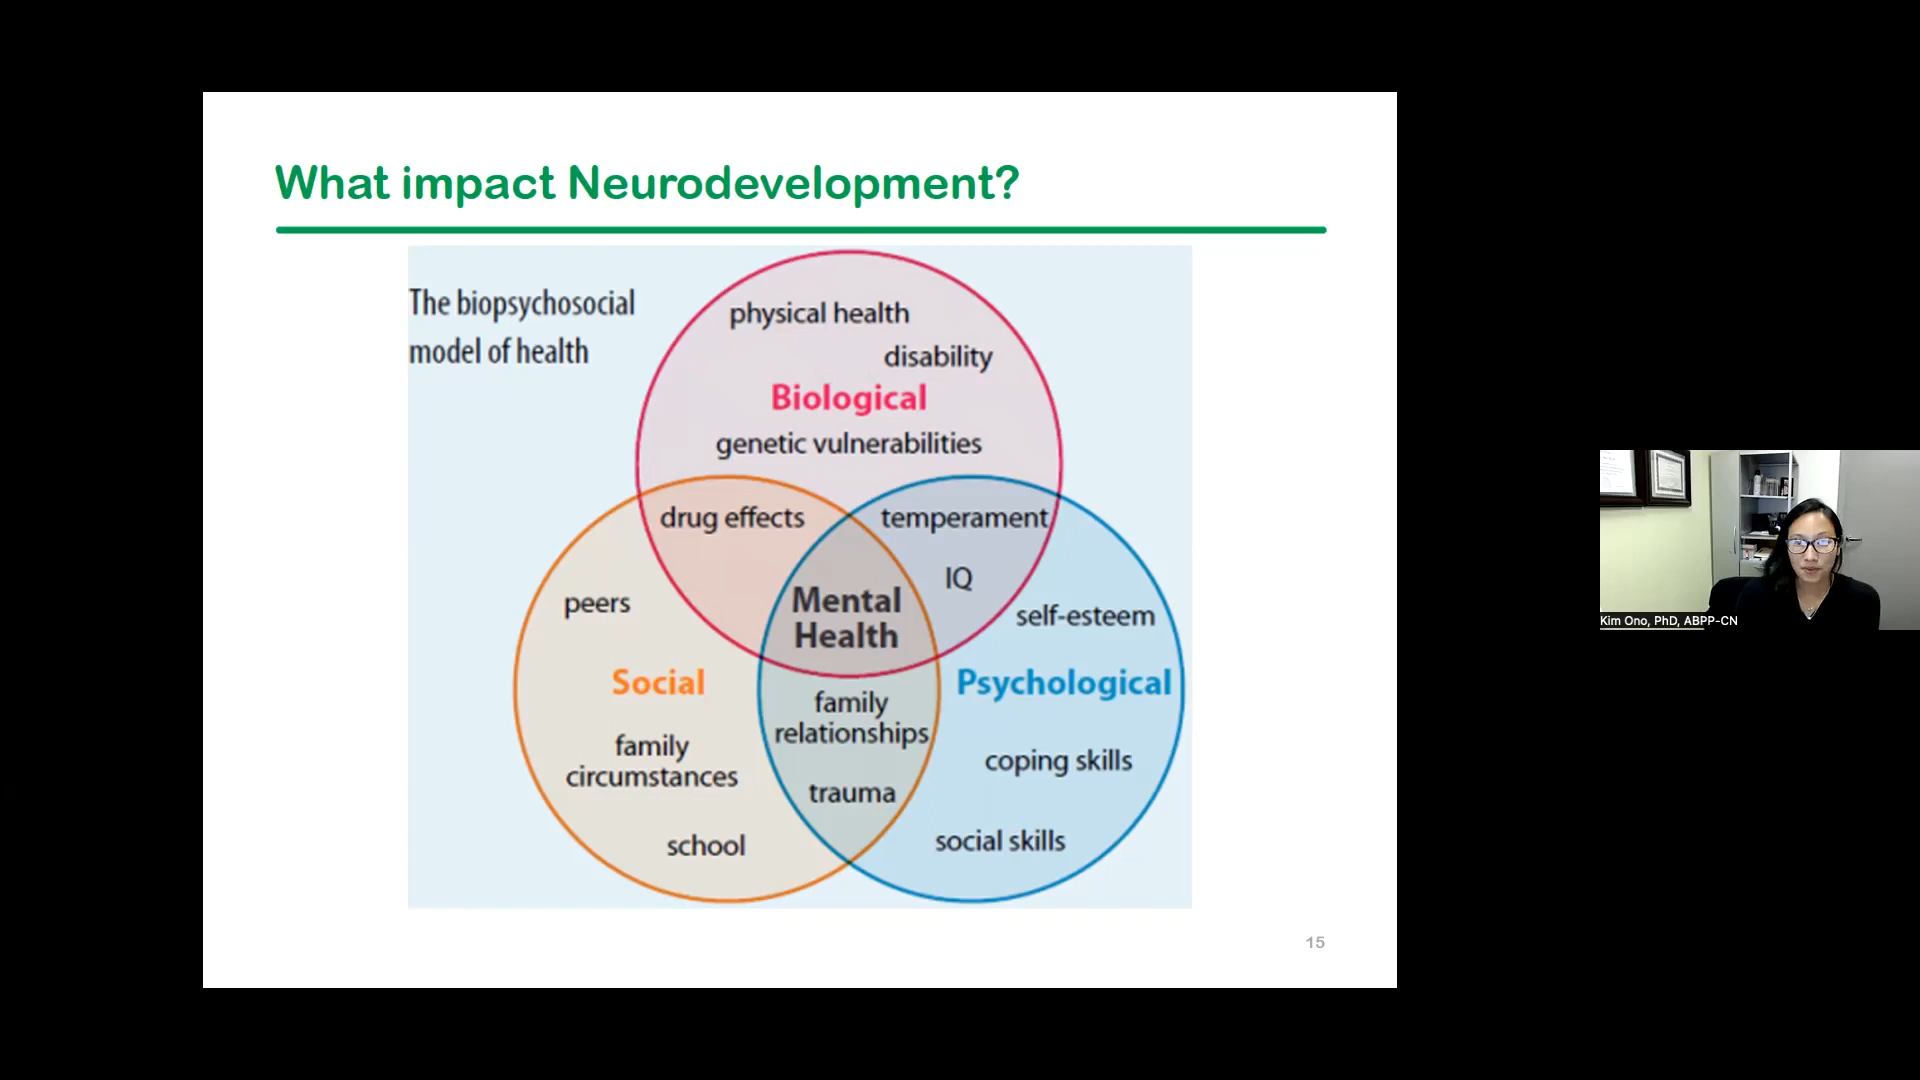 What impact Neurodevelopment?
The biopsychosocial
model of health
physical health
disability
Biological
genetic vulnerabilities
drug effects
temperament
IQ
peers
Mental
Health
self-esteem
Social
Psychological
family
relationships
family
circumstances
coping skills
trauma
school
social skills
15
Kim Ono, PhD, ABPP-CN